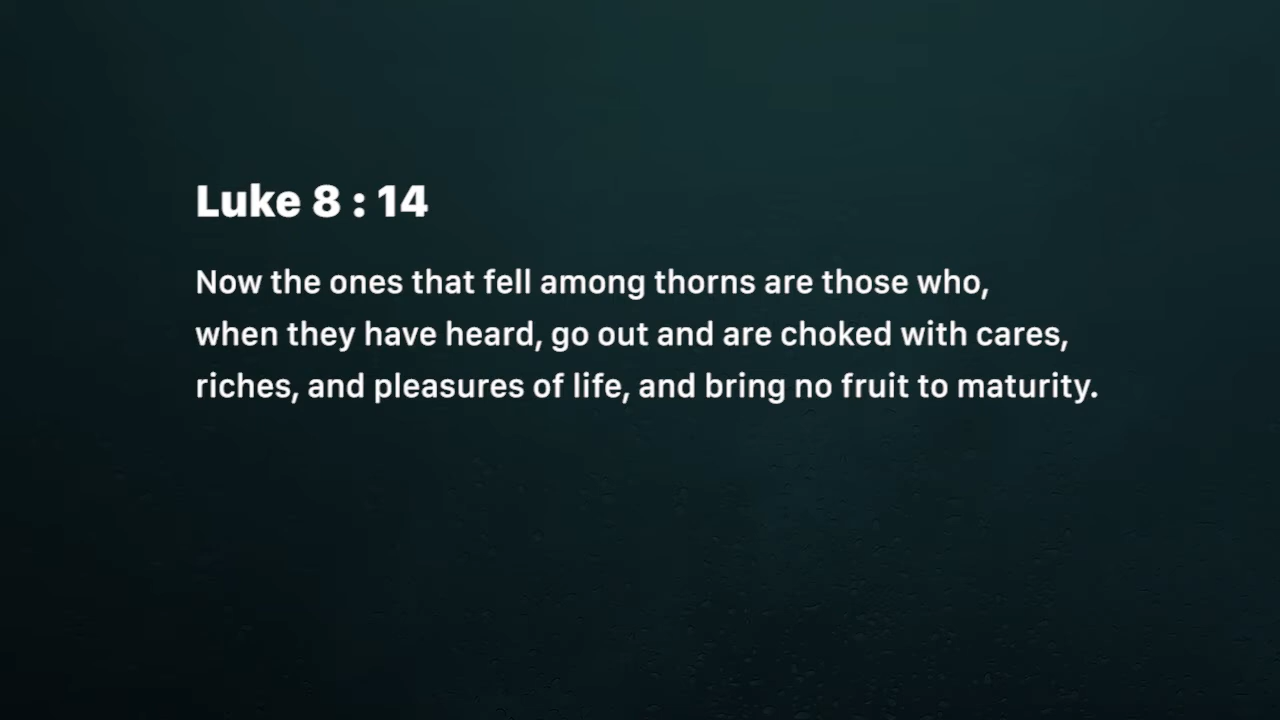 Luke 8 : 14
Now the ones that fell among thorns are those who,
when they have heard, go out and are choked with cares,
riches, and pleasures of life, and bring no fruit to maturity.